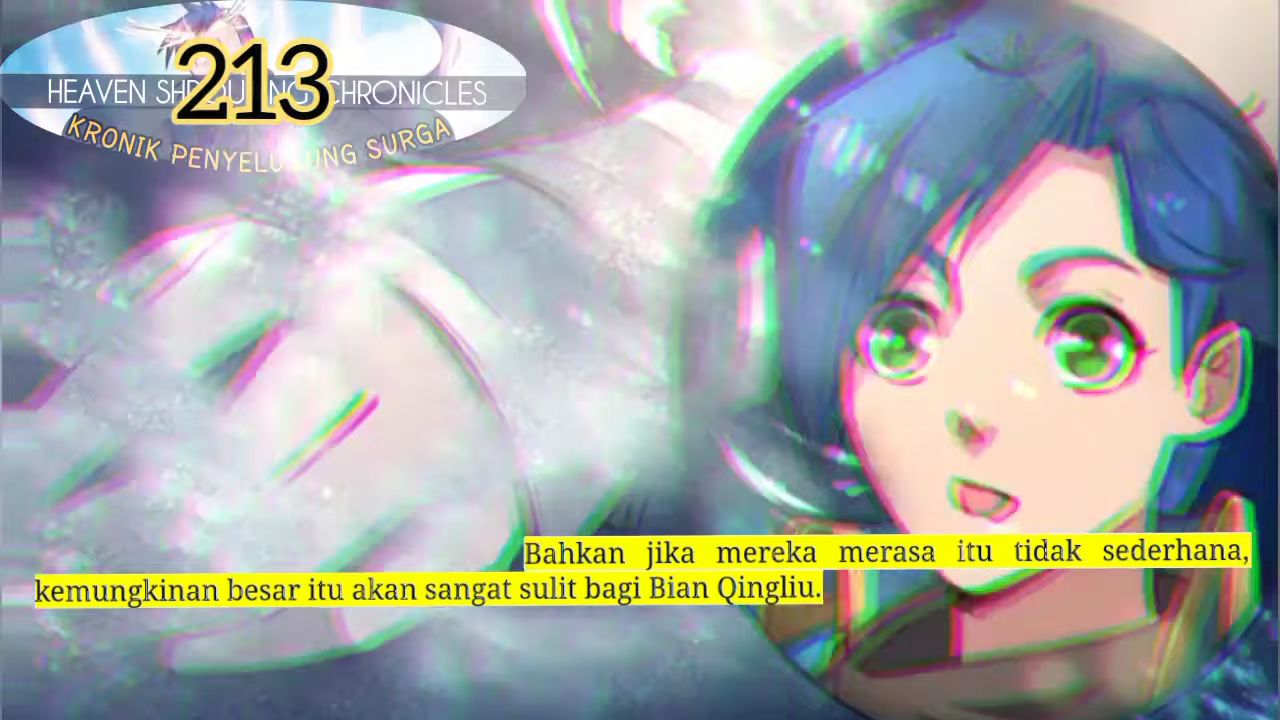 213
HEAVEN CHRONICLES
KRONIK SURGA
Bahkan jika mereka merasa itu tidak sederhana,
kemungkinan besar itu akan sangat sulit bagi Bian Qingliu.